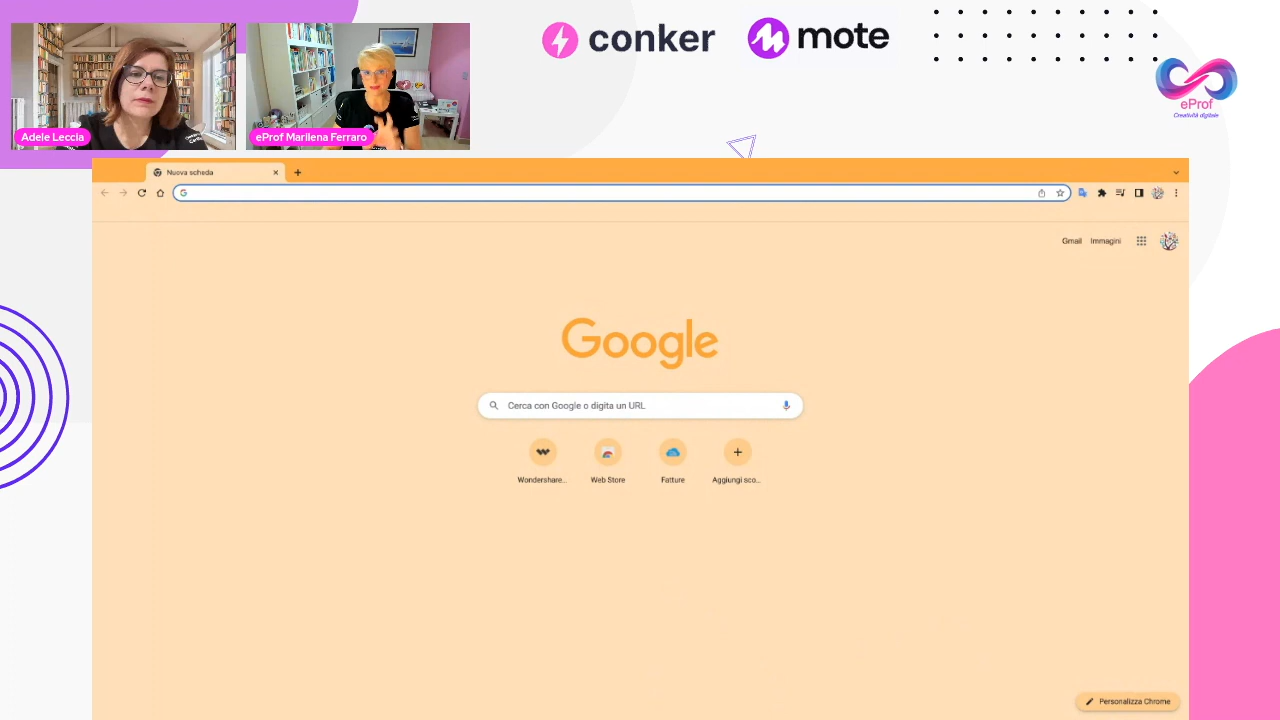 conker
mote
eProf
Creatività digitale
Adele Leccia
eProf Marilena Ferraro
Nuova scheda
Gmail
Immagini
Google
Cerca con Google o digita un URL
Wondershare...
Web Store
Fatture
Aggiungi sco...
Personalizza Chrome